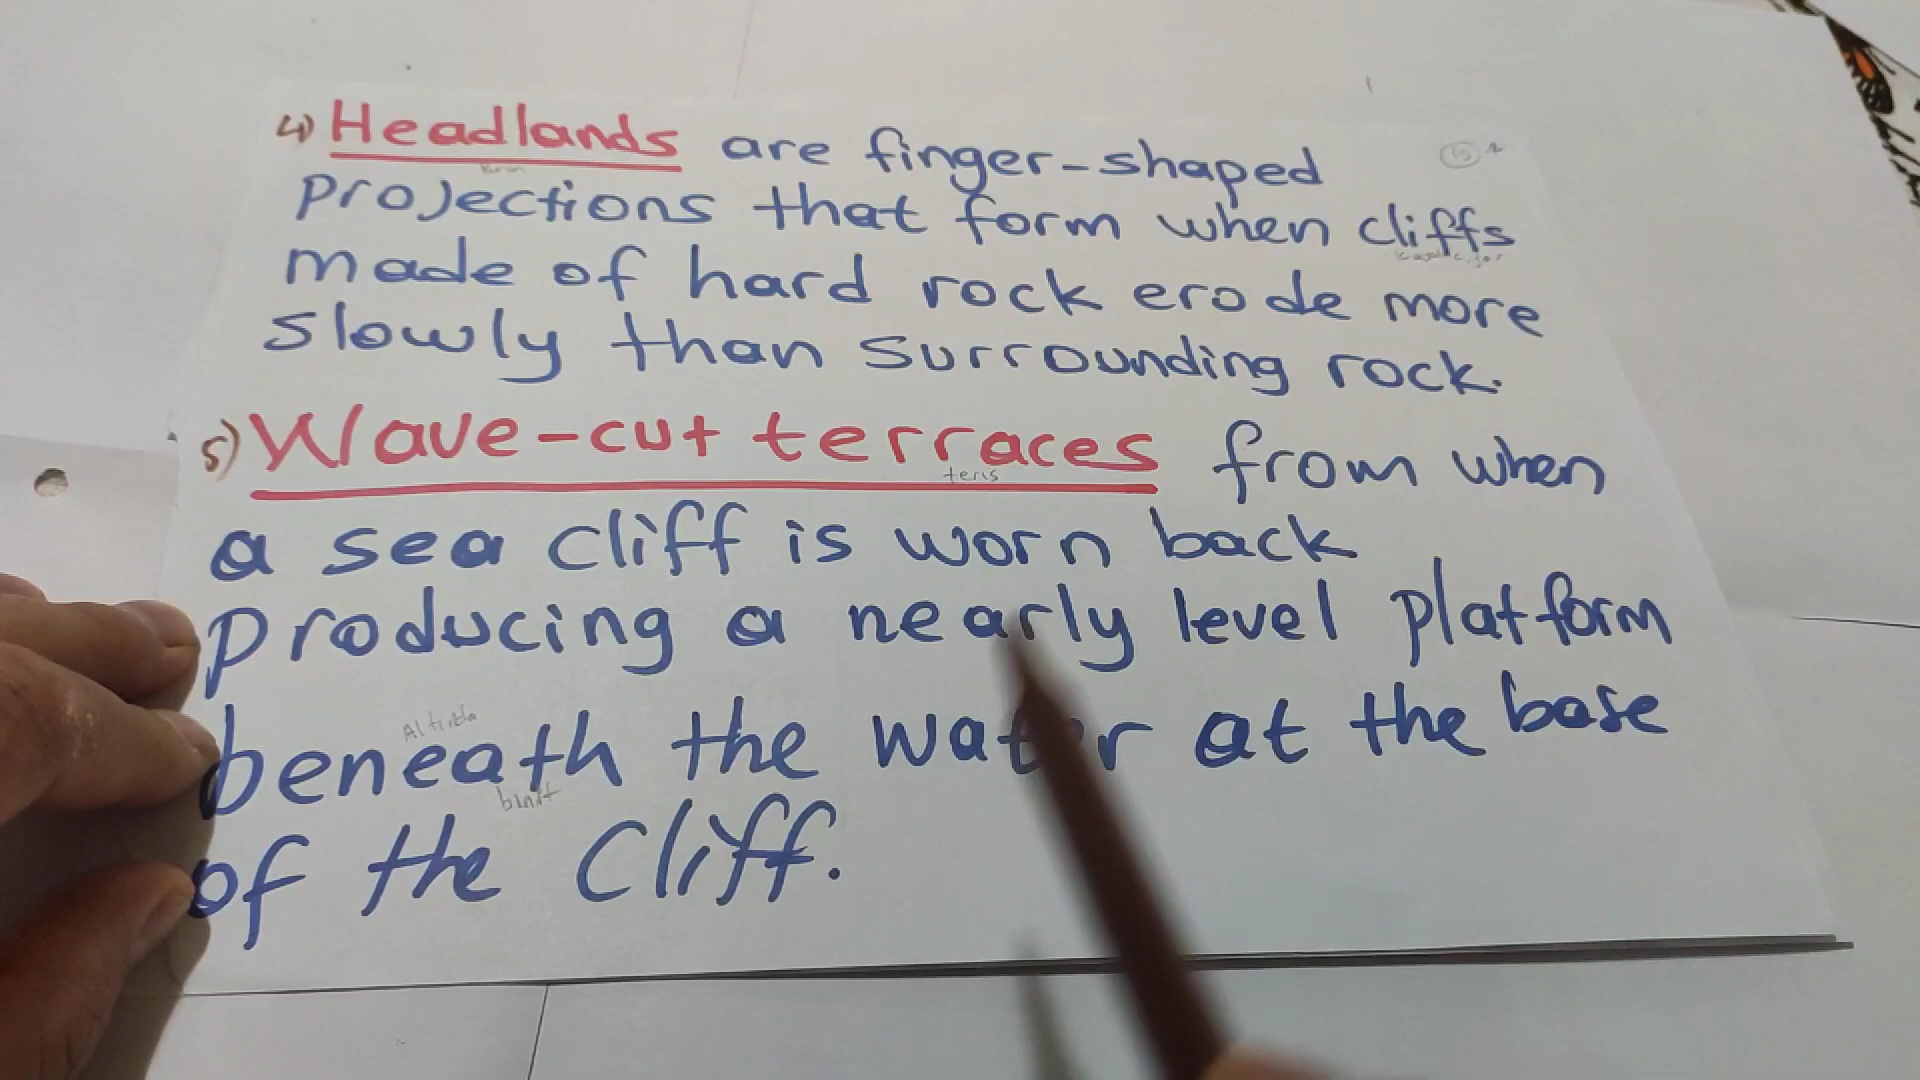 4) Headlands are finger-shaped
projections that form when cliffs
made of hard rock erode more
slowly than surrounding rock.
5) Wave-cut terraces from when
teris
a sea cliff is worn back
producing a nearly level platform
Altında
beneath the water at the base
of the Cliff.